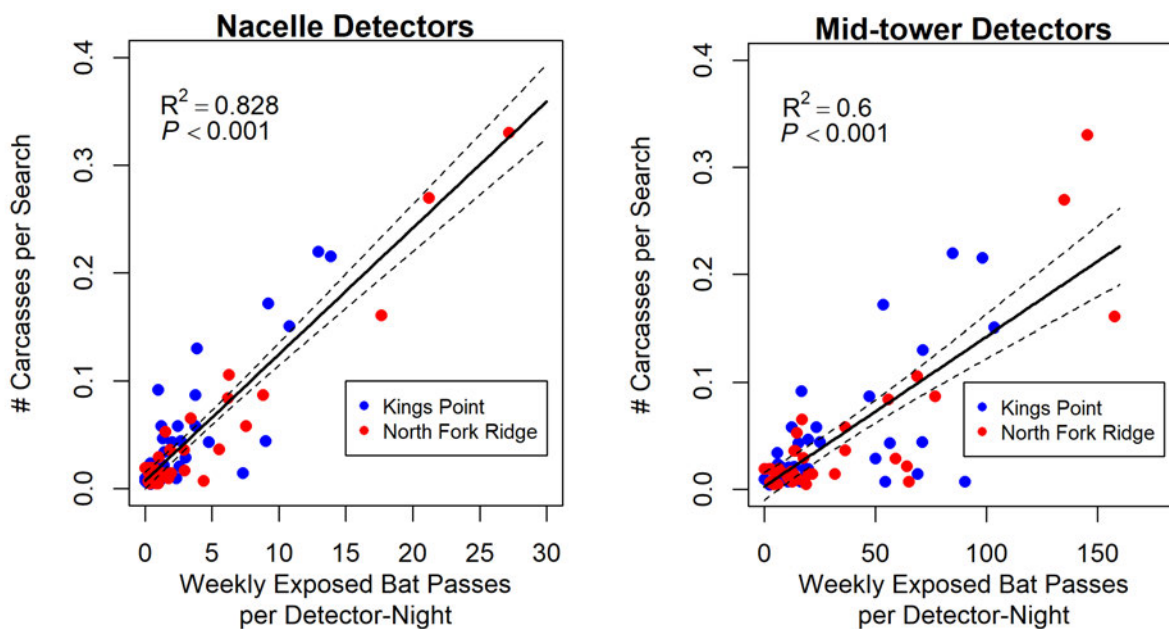 Nacelle Detectors
R² = 0.828
P < 0.001
# Carcasses per Search
0.0
0.1
0.2
0.3
0.4
Kings Point
North Fork Ridge
0
5
10
15
20
25
30
Weekly Exposed Bat Passes
per Detector-Night
Mid-tower Detectors
R² = 0.6
P < 0.001
# Carcasses per Search
0.0
0.1
0.2
0.3
0.4
Kings Point
North Fork Ridge
0
50
100
150
Weekly Exposed Bat Passes
per Detector-Night